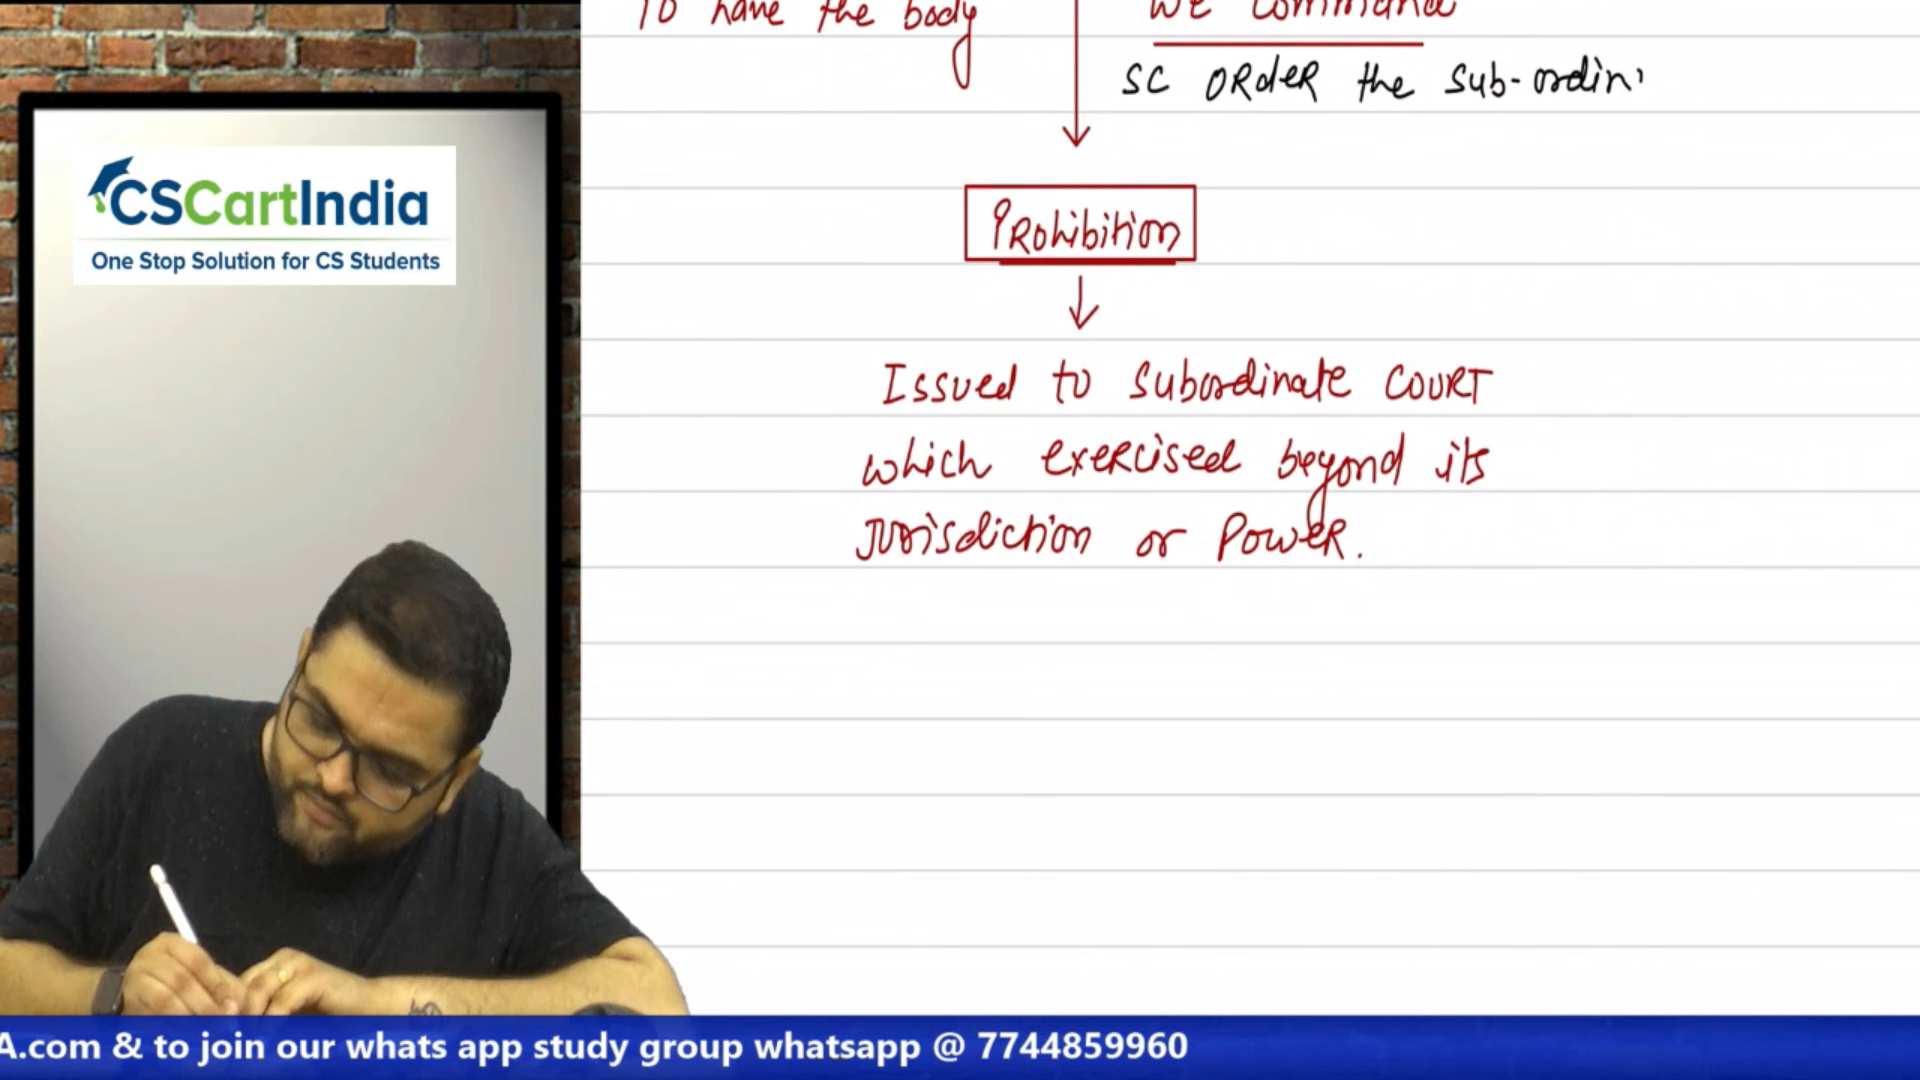 To have the body
We command
SC ORdeR the Sub-ordin
CSCartIndia
One Stop Solution for CS Students
PRohibition
Issued to subordinate COURT
which exeRcised beyond its
Jurisdiction or PoweR.
A.com & to join our whats app study group whatsapp @ 7744859960